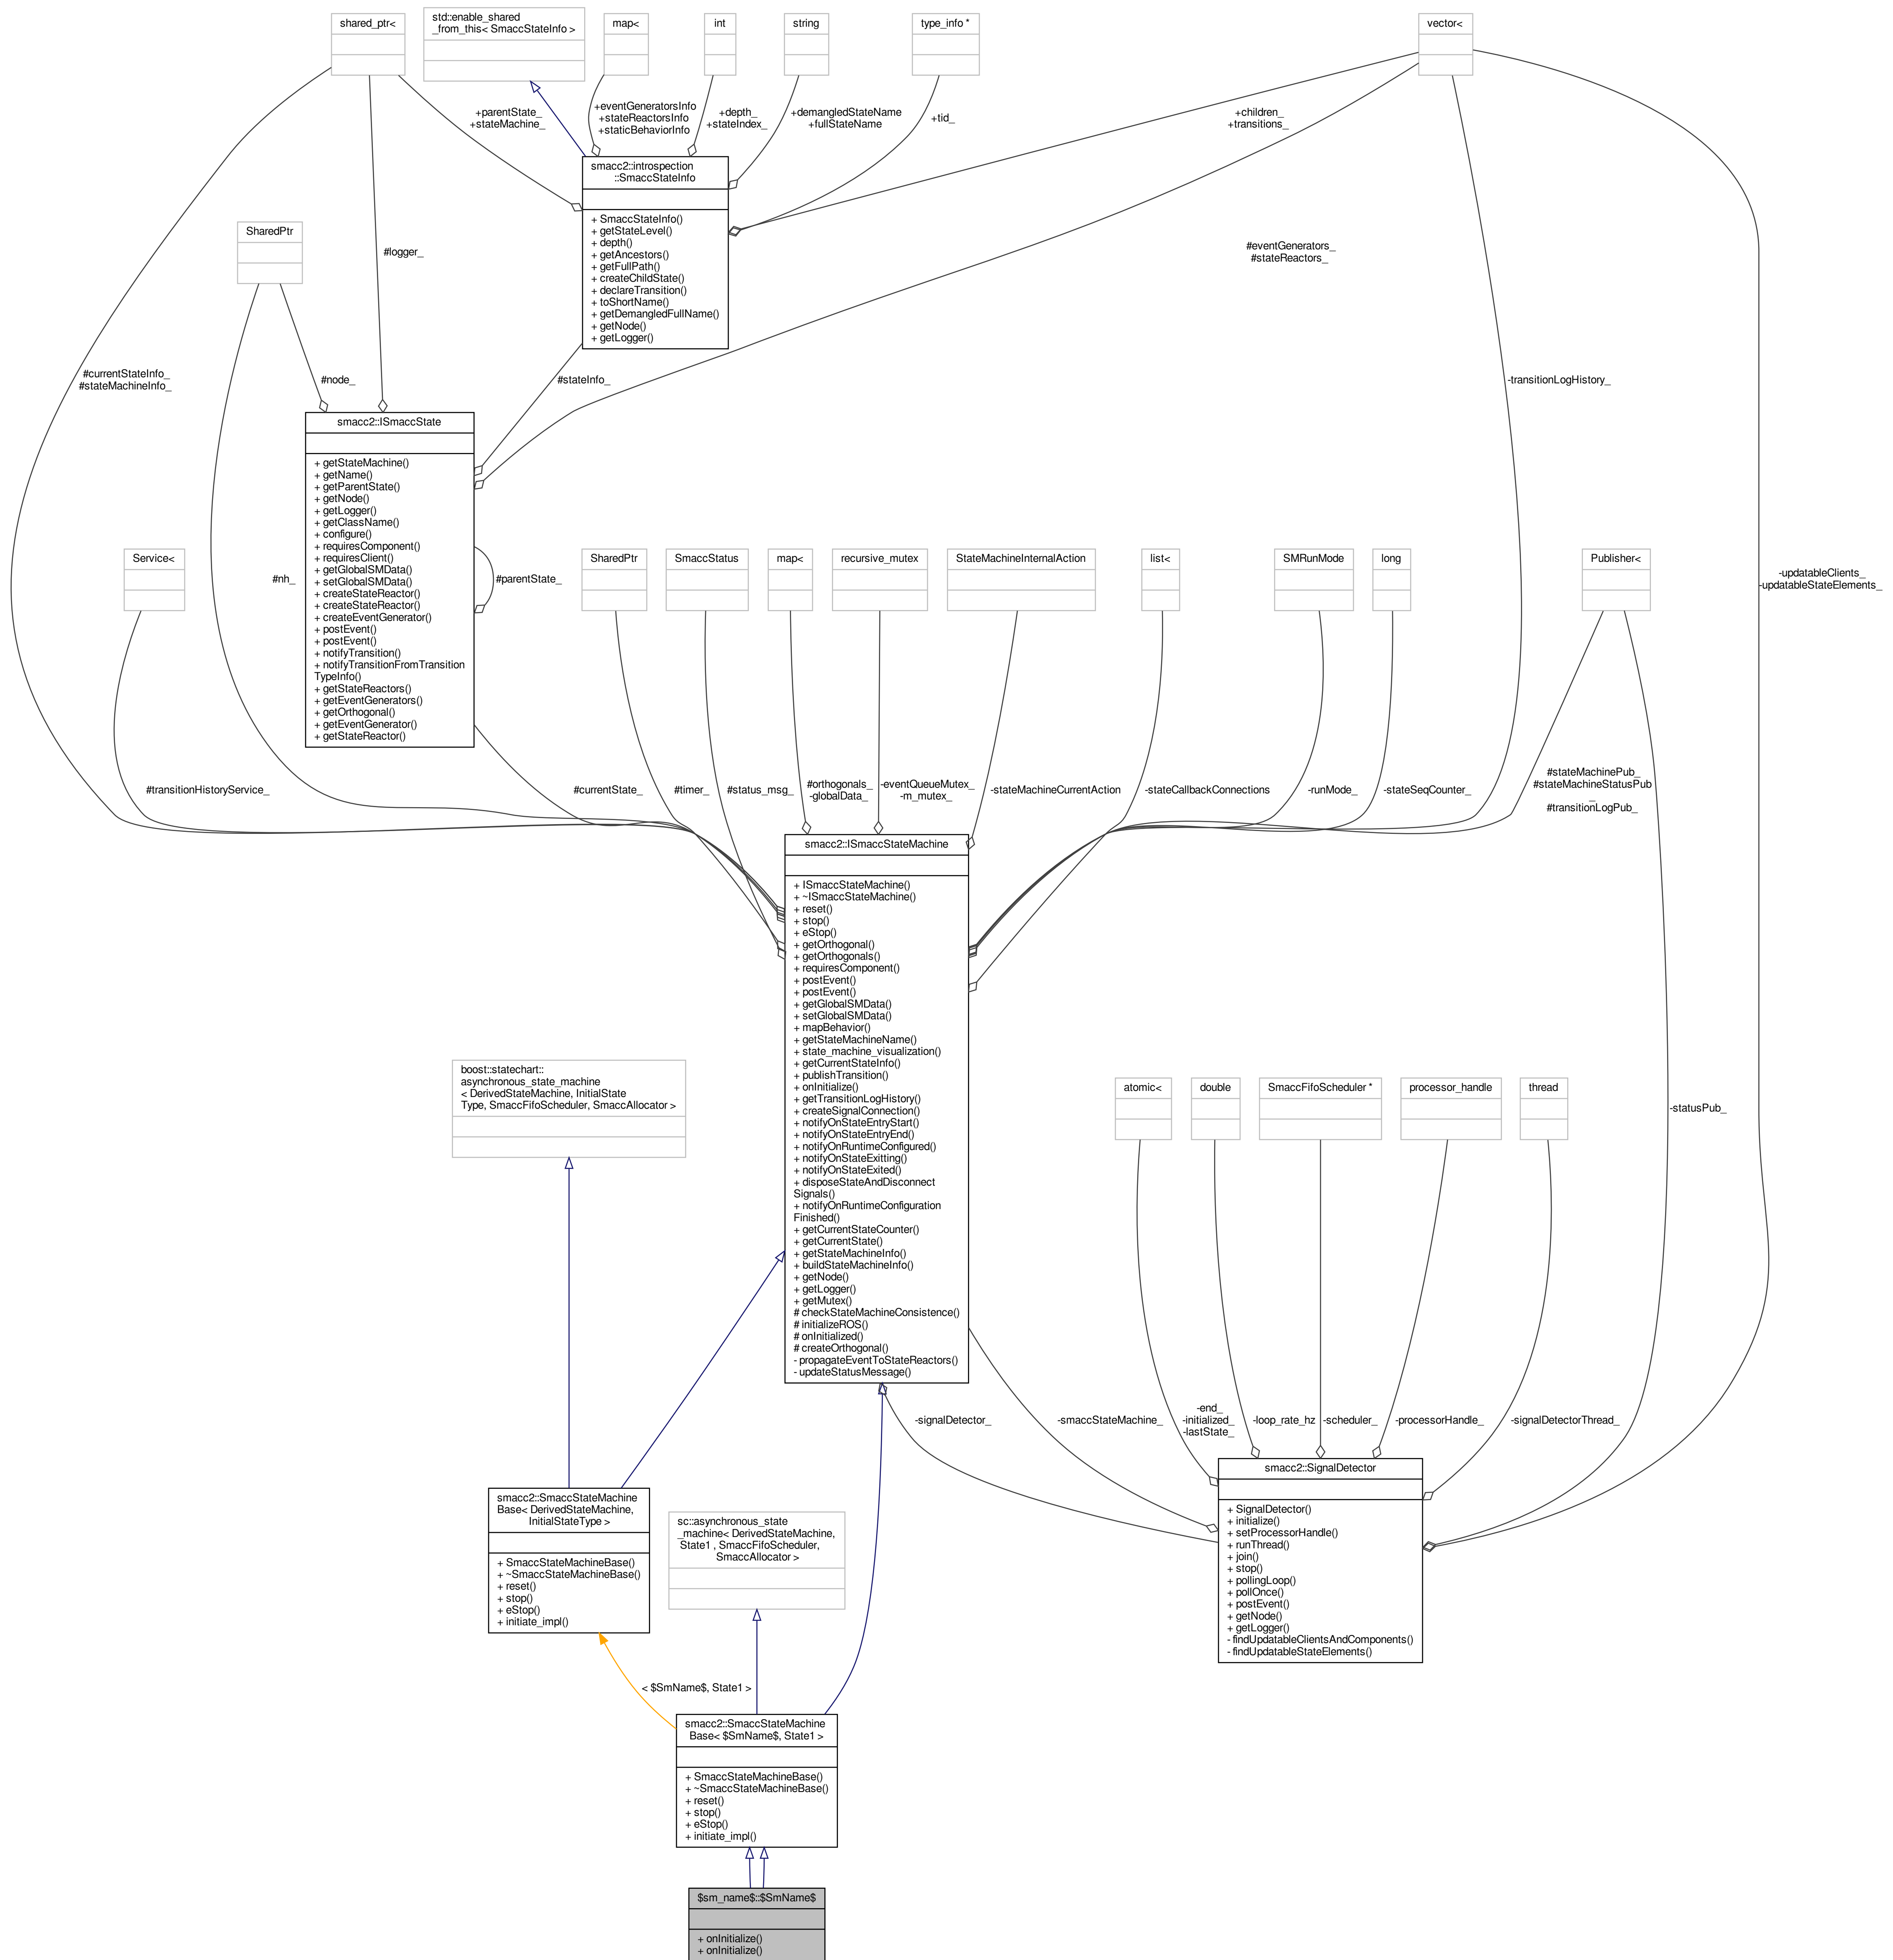 shared_ptr<
std::enable_shared
_from_this< SmaccStateInfo >
map<
int
string
type_info *
vector<
+parentState_
+stateMachine_
+eventGeneratorsInfo
+stateReactorsInfo
+staticBehaviorInfo
+depth_
+stateIndex_
+demangledStateName
+fullStateName
+tid_
+children_
+transitions_
smacc2::introspection
::SmaccStateInfo
+ SmaccStateInfo()
+ getStateLevel()
+ depth()
+ getAncestors()
+ getFullPath()
+ createChildState()
+ declareTransition()
+ toShortName()
+ getDemangledFullName()
+ getNode()
+ getLogger()
SharedPtr
#logger_
#eventGenerators_
#stateReactors_
#currentStateInfo_
#stateMachineInfo_
#node_
#stateInfo_
-transitionLogHistory_
smacc2::ISmaccState
+ getStateMachine()
+ getName()
+ getParentState()
+ getNode()
+ getLogger()
+ getClassName()
+ configure()
+ requiresComponent()
+ requiresClient()
+ getGlobalSMData()
+ setGlobalSMData()
+ createStateReactor()
+ createStateReactor()
+ createEventGenerator()
+ postEvent()
+ postEvent()
+ notifyTransition()
+ notifyTransitionFromTransition
TypeInfo()
+ getStateReactors()
+ getEventGenerators()
+ getOrthogonal()
+ getEventGenerator()
+ getStateReactor()
#parentState_
Service<
#nh_
SharedPtr
SmaccStatus
map<
recursive_mutex
StateMachineInternalAction
list<
SMRunMode
long
Publisher<
-updatableClients_
-updatableStateElements_
#transitionHistoryService_
#currentState_
#timer_
#status_msg_
#orthogonals_
-globalData_
-eventQueueMutex_
-m_mutex_
-stateMachineCurrentAction
-stateCallbackConnections
-runMode_
-stateSeqCounter_
#stateMachinePub_
#stateMachineStatusPub
_
#transitionLogPub_
smacc2::ISmaccStateMachine
+ ISmaccStateMachine()
+ ~ISmaccStateMachine()
+ reset()
+ stop()
+ eStop()
+ getOrthogonal()
+ getOrthogonals()
+ requiresComponent()
+ postEvent()
+ postEvent()
+ getGlobalSMData()
+ setGlobalSMData()
+ mapBehavior()
+ getStateMachineName()
+ state_machine_visualization()
+ getCurrentStateInfo()
+ publishTransition()
+ onInitialize()
+ getTransitionLogHistory()
+ createSignalConnection()
+ notifyOnStateEntryStart()
+ notifyOnStateEntryEnd()
+ notifyOnRuntimeConfigured()
+ notifyOnStateExitting()
+ notifyOnStateExited()
+ disposeStateAndDisconnect
Signals()
+ notifyOnRuntimeConfiguration
Finished()
+ getCurrentStateCounter()
+ getCurrentState()
+ getStateMachineInfo()
+ buildStateMachineInfo()
+ getNode()
+ getLogger()
+ getMutex()
# checkStateMachineConsistence()
# initializeROS()
# onInitialized()
# createOrthogonal()
- propagateEventToStateReactors()
- updateStatusMessage()
boost::statechart::
asynchronous_state_machine
< DerivedStateMachine, InitialState
Type, SmaccFifoScheduler, SmaccAllocator >
atomic<
double
SmaccFifoScheduler *
processor_handle
thread
-statusPub_
-signalDetector_
-smaccStateMachine_
-end_
-initialized_
-lastState_
-loop_rate_hz
-scheduler_
-processorHandle_
-signalDetectorThread_
smacc2::SignalDetector
+ SignalDetector()
+ initialize()
+ setProcessorHandle()
+ runThread()
+ join()
+ stop()
+ pollingLoop()
+ pollOnce()
+ postEvent()
+ getNode()
+ getLogger()
- findUpdatableClientsAndComponents()
- findUpdatableStateElements()
smacc2::SmaccStateMachine
Base< DerivedStateMachine,
InitialStateType >
+ SmaccStateMachineBase()
+ ~SmaccStateMachineBase()
+ reset()
+ stop()
+ eStop()
+ initiate_impl()
sc::asynchronous_state
_machine< DerivedStateMachine,
State1 , SmaccFifoScheduler,
SmaccAllocator >
< $SmName$, State1 >
smacc2::SmaccStateMachine
Base< $SmName$, State1 >
+ SmaccStateMachineBase()
+ ~SmaccStateMachineBase()
+ reset()
+ stop()
+ eStop()
+ initiate_impl()
$sm_name$::$SmName$
+ onInitialize()
+ onInitialize()